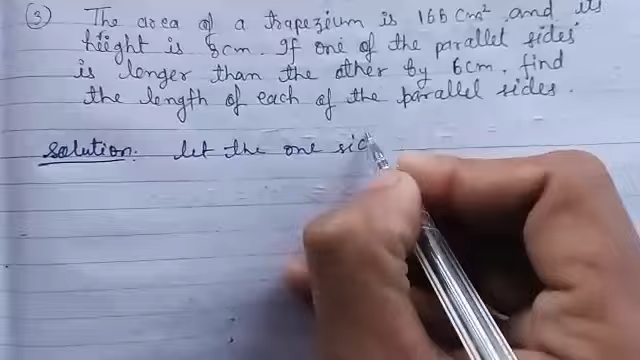 ③ The area of a trapezium is 168 cm² and its
height is 8cm. If one of the parallel sides
is longer than the other by 6cm. find
the length of each of the parallel sides.
solution: let the one sid